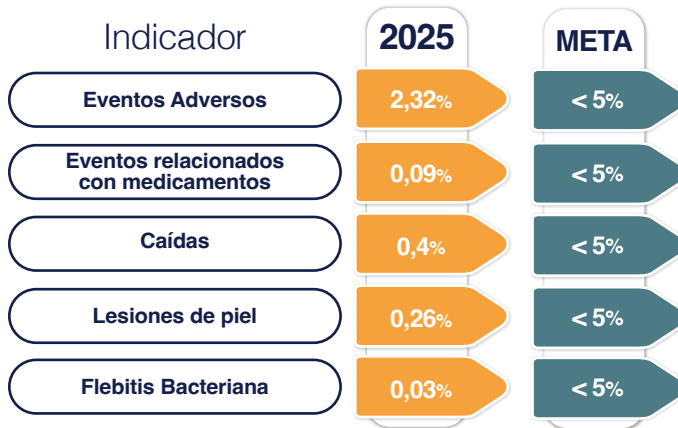 Indicador 2025 META
Eventos Adversos 2,32% < 5%
Eventos relacionados
con medicamentos 0,09% < 5%
Caídas 0,4% < 5%
Lesiones de piel 0,26% < 5%
Flebitis Bacteriana 0,03% < 5%